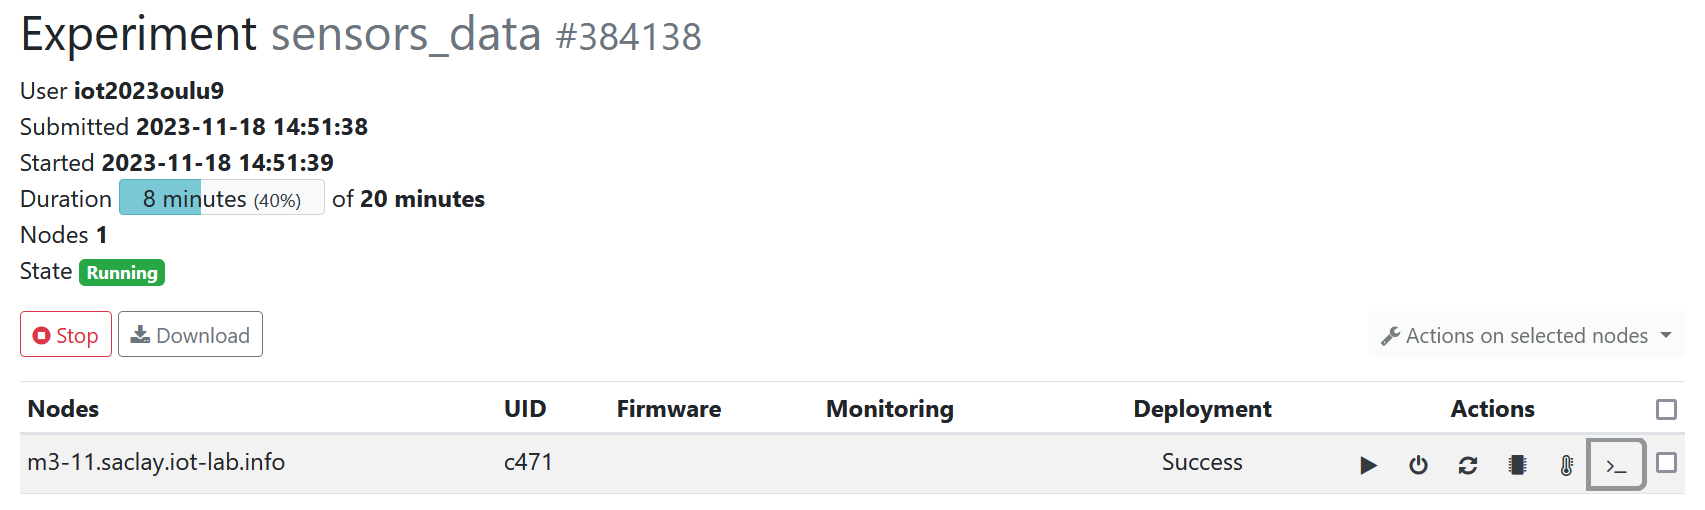 Experiment sensors_data #384138
User iot2023oulu9
Submitted 2023-11-18 14:51:38
Started 2023-11-18 14:51:39
Duration 8 minutes (40%) of 20 minutes
Nodes 1
State Running
Stop Download Actions on selected nodes
Nodes UID Firmware Monitoring Deployment Actions
m3-11.saclay.iot-lab.info c471 Success